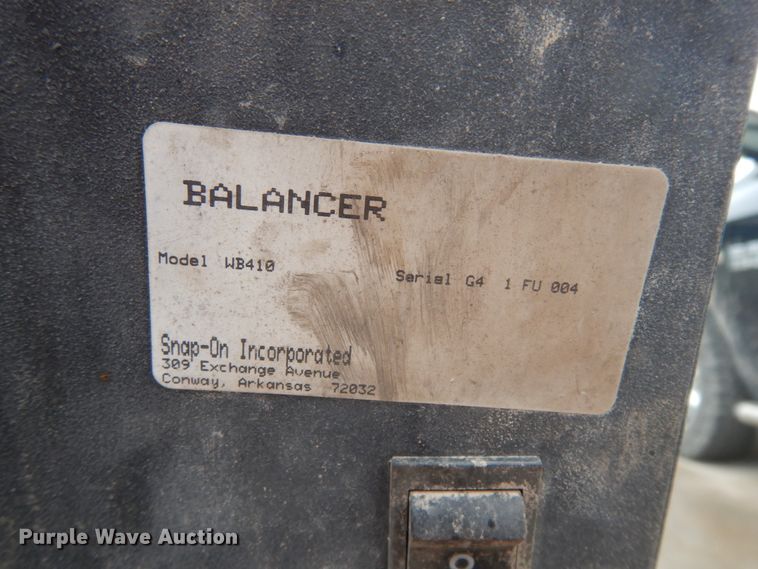 BALANCER
Model WB410
Serial G4 1 FU 004
Snap-On Incorporated
309 Exchange Avenue
Conway, Arkansas 72032
O
Purple Wave Auction®